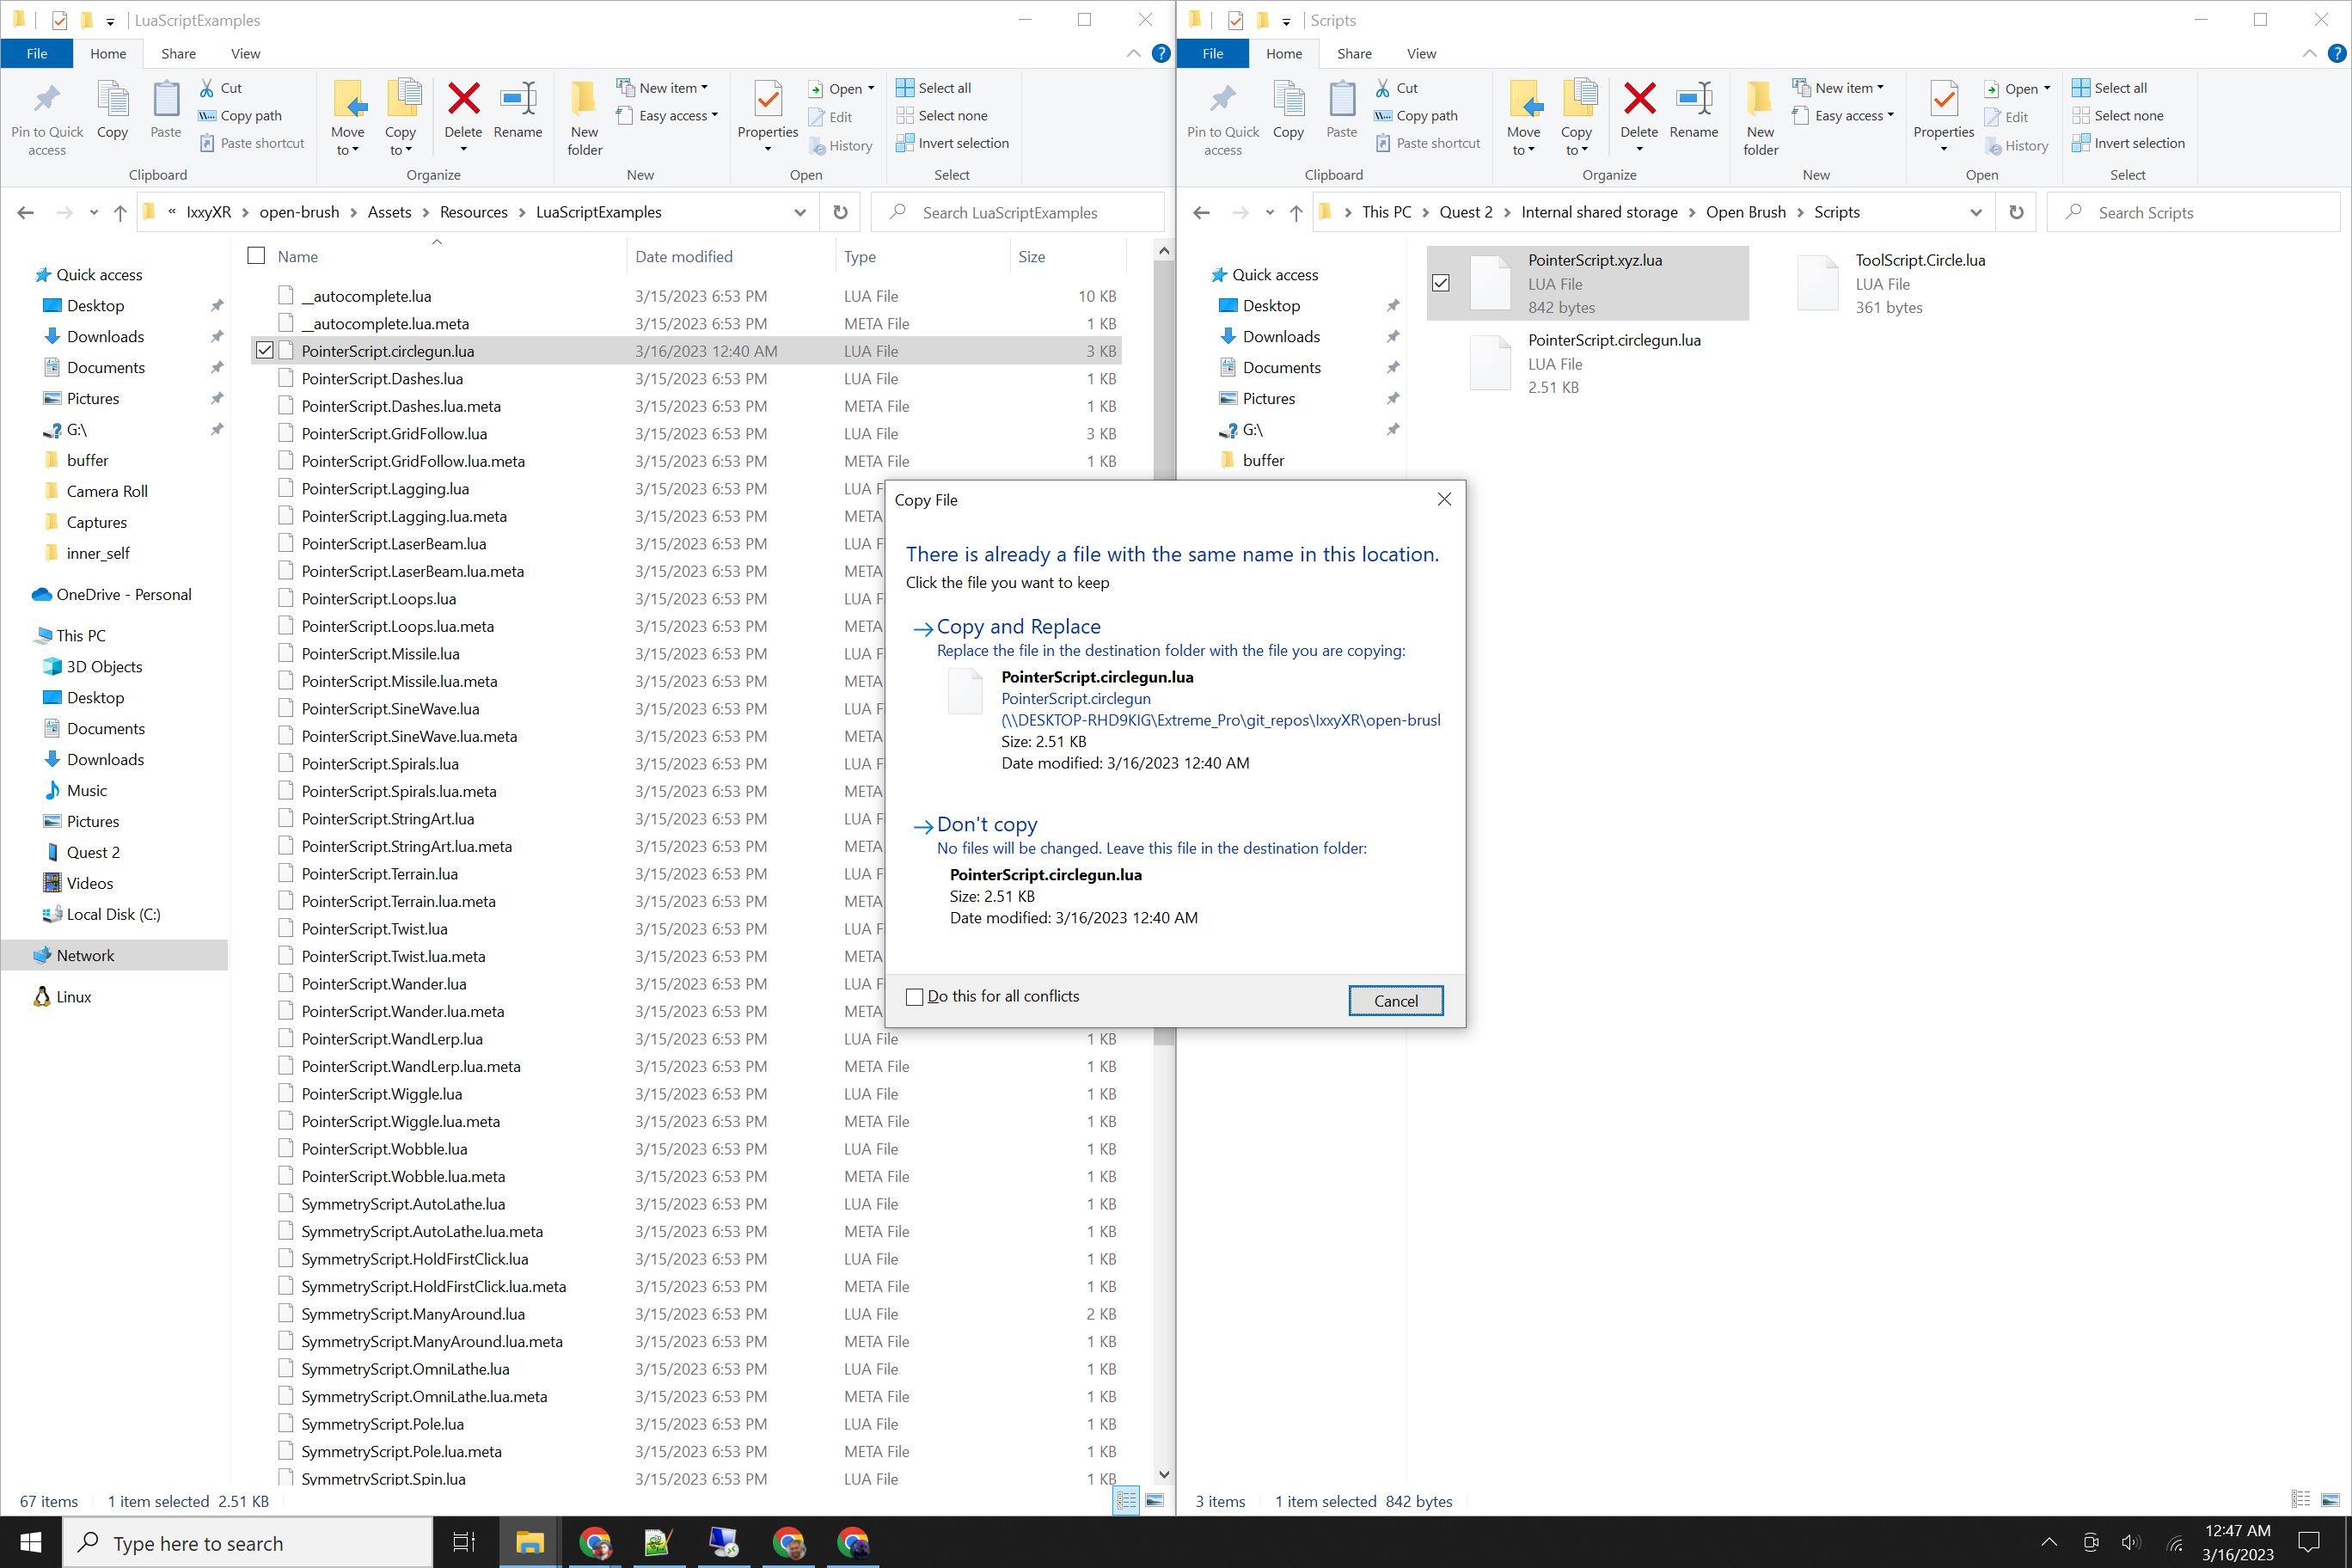 LuaScriptExamples
File Home Share View
Pin to Quick access
Copy
Paste
Cut
Copy path
Paste shortcut
Clipboard
Move to
Copy to
Delete
Rename
Organize
New folder
New item
Easy access
New
Properties
Open
Edit
History
Open
Select all
Select none
Invert selection
Select
« IxxyXR > open-brush > Assets > Resources > LuaScriptExamples
Search LuaScriptExamples
Quick access
Desktop
Downloads
Documents
Pictures
G:\
buffer
Camera Roll
Captures
inner_self
OneDrive - Personal
This PC
3D Objects
Desktop
Documents
Downloads
Music
Pictures
Quest 2
Videos
Local Disk (C:)
Network
Linux
Name Date modified Type Size
__autocomplete.lua 3/15/2023 6:53 PM LUA File 10 KB
__autocomplete.lua.meta 3/15/2023 6:53 PM META File 1 KB
PointerScript.circlegun.lua 3/16/2023 12:40 AM LUA File 3 KB
PointerScript.Dashes.lua 3/15/2023 6:53 PM LUA File 1 KB
PointerScript.Dashes.lua.meta 3/15/2023 6:53 PM META File 1 KB
PointerScript.GridFollow.lua 3/15/2023 6:53 PM LUA File 3 KB
PointerScript.GridFollow.lua.meta 3/15/2023 6:53 PM META File 1 KB
PointerScript.Lagging.lua 3/15/2023 6:53 PM LUA F
PointerScript.Lagging.lua.meta 3/15/2023 6:53 PM META
PointerScript.LaserBeam.lua 3/15/2023 6:53 PM LUA F
PointerScript.LaserBeam.lua.meta 3/15/2023 6:53 PM META
PointerScript.Loops.lua 3/15/2023 6:53 PM LUA F
PointerScript.Loops.lua.meta 3/15/2023 6:53 PM META
PointerScript.Missile.lua 3/15/2023 6:53 PM LUA F
PointerScript.Missile.lua.meta 3/15/2023 6:53 PM META
PointerScript.SineWave.lua 3/15/2023 6:53 PM LUA F
PointerScript.SineWave.lua.meta 3/15/2023 6:53 PM META
PointerScript.Spirals.lua 3/15/2023 6:53 PM LUA F
PointerScript.Spirals.lua.meta 3/15/2023 6:53 PM META
PointerScript.StringArt.lua 3/15/2023 6:53 PM LUA F
PointerScript.StringArt.lua.meta 3/15/2023 6:53 PM META
PointerScript.Terrain.lua 3/15/2023 6:53 PM LUA F
PointerScript.Terrain.lua.meta 3/15/2023 6:53 PM META
PointerScript.Twist.lua 3/15/2023 6:53 PM LUA F
PointerScript.Twist.lua.meta 3/15/2023 6:53 PM META
PointerScript.Wander.lua 3/15/2023 6:53 PM LUA F
PointerScript.Wander.lua.meta 3/15/2023 6:53 PM META
PointerScript.WandLerp.lua 3/15/2023 6:53 PM LUA File 1 KB
PointerScript.WandLerp.lua.meta 3/15/2023 6:53 PM META File 1 KB
PointerScript.Wiggle.lua 3/15/2023 6:53 PM LUA File 1 KB
PointerScript.Wiggle.lua.meta 3/15/2023 6:53 PM META File 1 KB
PointerScript.Wobble.lua 3/15/2023 6:53 PM LUA File 1 KB
PointerScript.Wobble.lua.meta 3/15/2023 6:53 PM META File 1 KB
SymmetryScript.AutoLathe.lua 3/15/2023 6:53 PM LUA File 1 KB
SymmetryScript.AutoLathe.lua.meta 3/15/2023 6:53 PM META File 1 KB
SymmetryScript.HoldFirstClick.lua 3/15/2023 6:53 PM LUA File 1 KB
SymmetryScript.HoldFirstClick.lua.meta 3/15/2023 6:53 PM META File 1 KB
SymmetryScript.ManyAround.lua 3/15/2023 6:53 PM LUA File 2 KB
SymmetryScript.ManyAround.lua.meta 3/15/2023 6:53 PM META File 1 KB
SymmetryScript.OmniLathe.lua 3/15/2023 6:53 PM LUA File 1 KB
SymmetryScript.OmniLathe.lua.meta 3/15/2023 6:53 PM META File 1 KB
SymmetryScript.Pole.lua 3/15/2023 6:53 PM LUA File 1 KB
SymmetryScript.Pole.lua.meta 3/15/2023 6:53 PM META File 1 KB
SymmetryScript.Spin.lua 3/15/2023 6:53 PM LUA File 1 KB
67 items 1 item selected 2.51 KB
Scripts
File Home Share View
Pin to Quick access
Copy
Paste
Cut
Copy path
Paste shortcut
Clipboard
Move to
Copy to
Delete
Rename
Organize
New folder
New item
Easy access
New
Properties
Open
Edit
History
Open
Select all
Select none
Invert selection
Select
> This PC > Quest 2 > Internal shared storage > Open Brush > Scripts
Search Scripts
Quick access
Desktop
Downloads
Documents
Pictures
G:\
buffer
PointerScript.xyz.lua
LUA File
842 bytes
ToolScript.Circle.lua
LUA File
361 bytes
PointerScript.circlegun.lua
LUA File
2.51 KB
3 items 1 item selected 842 bytes
Copy File
There is already a file with the same name in this location.
Click the file you want to keep
Copy and Replace
Replace the file in the destination folder with the file you are copying:
PointerScript.circlegun.lua
PointerScript.circlegun
(\\DESKTOP-RHD9KIG\Extreme_Pro\git_repos\IxxyXR\open-brusl
Size: 2.51 KB
Date modified: 3/16/2023 12:40 AM
Don't copy
No files will be changed. Leave this file in the destination folder:
PointerScript.circlegun.lua
Size: 2.51 KB
Date modified: 3/16/2023 12:40 AM
Do this for all conflicts
Cancel
Type here to search
12:47 AM
3/16/2023